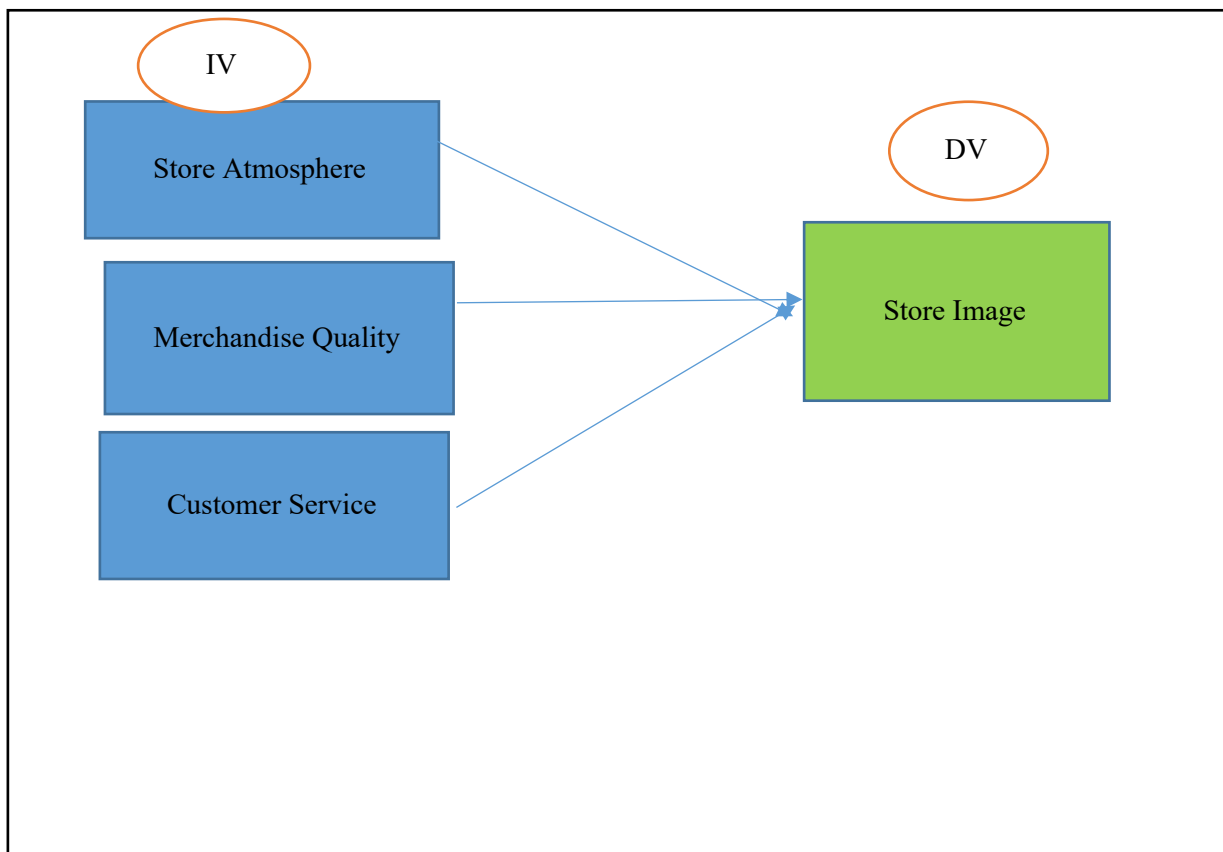 IV
Store Atmosphere
DV
Merchandise Quality
Store Image
Customer Service